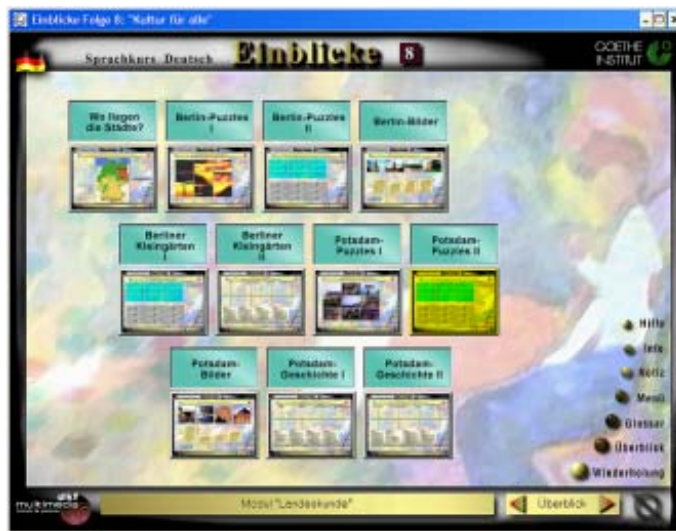 Einblicke Folge 8: "Kultur für alle"
Sprachkurs Deutsch
Einblicke 8
GOETHE
INSTITUT
Wo liegen
die Städte?
Berlin-Puzzles
I
Berlin-Puzzles
II
Berlin-Bilder
Berliner
Kleingärten
I
Berliner
Kleingärten
II
Potsdam-
Puzzles I
Potsdam-
Puzzles II
Potsdam-
Bilder
Potsdam-
Geschichte I
Potsdam-
Geschichte II
Hilfe
Info
Notiz
Menü
Glossar
Überblick
Wiederholung
multimedia
Modul "Landeskunde"
Überblick